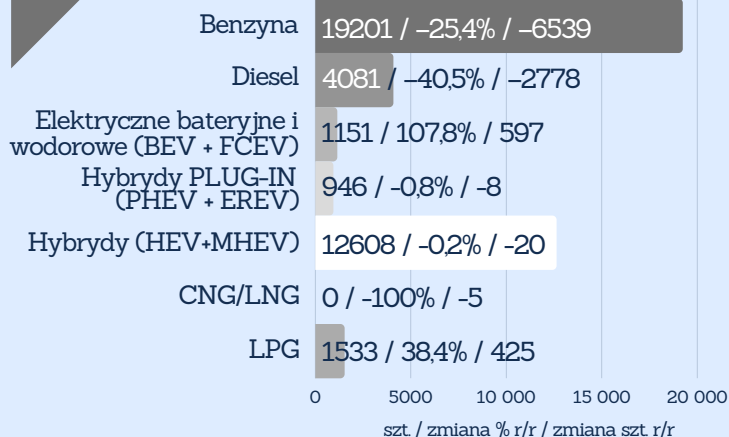 Benzyna 19201 / –25,4% / –6539
Diesel 4081 / –40,5% / –2778
Elektryczne bateryjne i
wodorowe (BEV + FCEV) 1151 / 107,8% / 597
Hybrydy PLUG-IN
(PHEV + EREV) 946 / -0,8% / -8
Hybrydy (HEV+MHEV) 12608 / -0,2% / -20
CNG/LNG 0 / -100% / -5
LPG 1533 / 38,4% / 425
0 5000 10 000 15 000 20 000
szt. / zmiana % r/r / zmiana szt. r/r